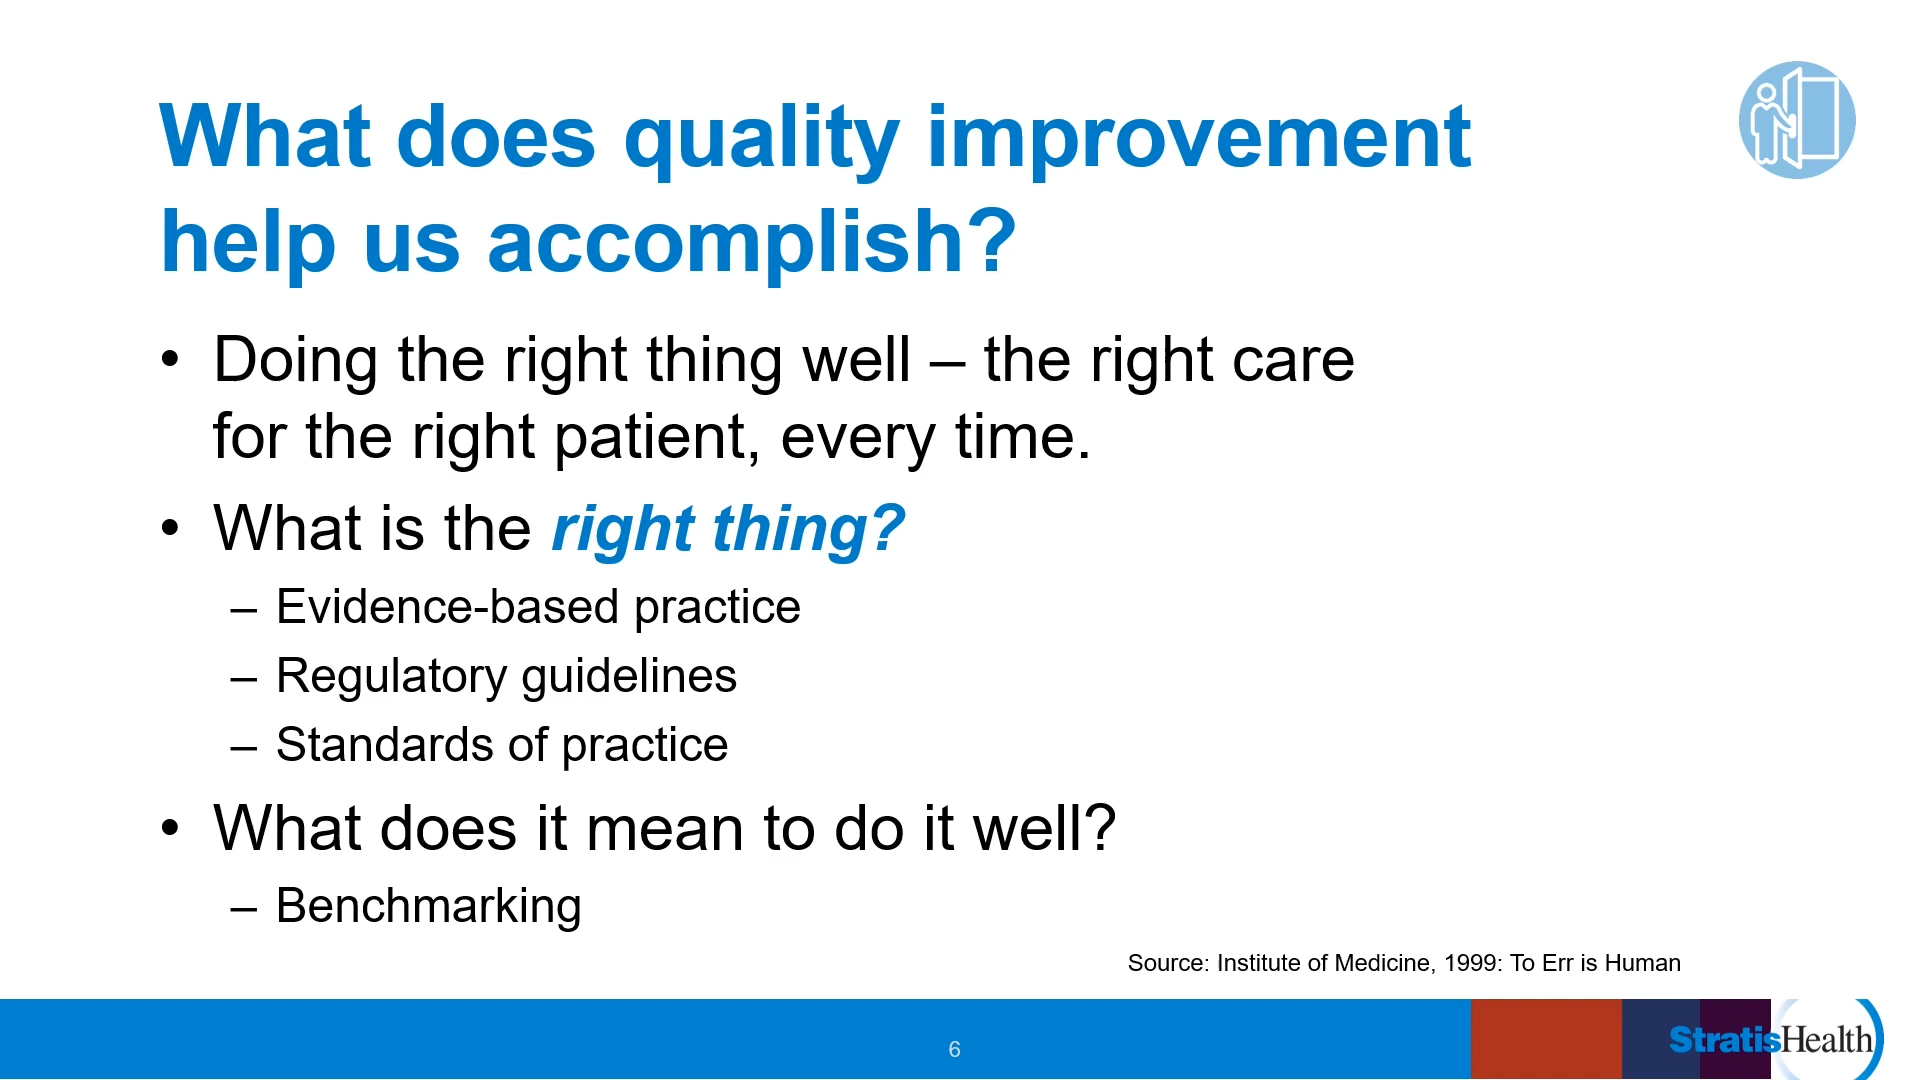 What does quality improvement
help us accomplish?
• Doing the right thing well – the right care
for the right patient, every time.
• What is the right thing?
– Evidence-based practice
– Regulatory guidelines
– Standards of practice
• What does it mean to do it well?
– Benchmarking
Source: Institute of Medicine, 1999: To Err is Human
6
StratisHealth